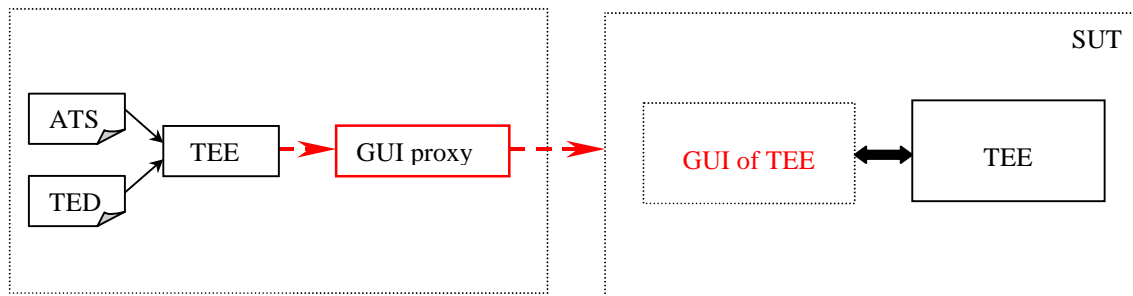 SUT
ATS
TEE
GUI proxy
TED
GUI of TEE
TEE